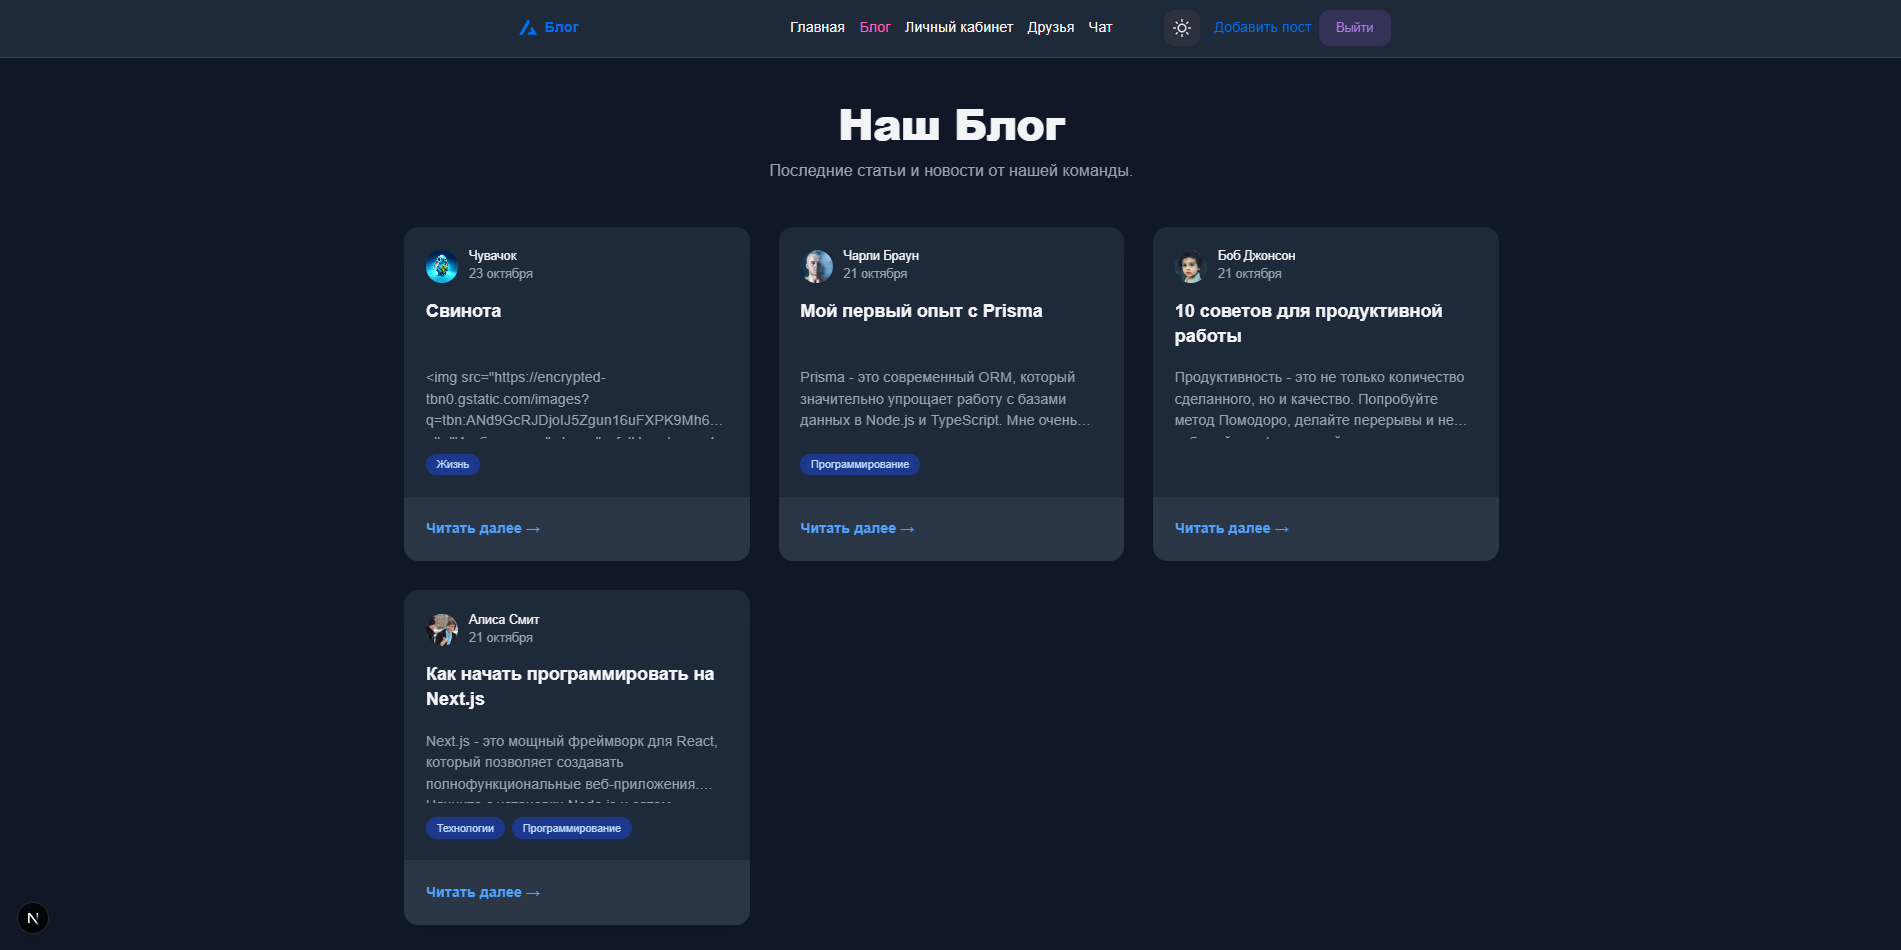 Блог
Главная Блог Личный кабинет Друзья Чат
Добавить пост Выйти
Наш Блог
Последние статьи и новости от нашей команды.
Чувачок
23 октября
Свинота
<img src="https://encrypted-
tbn0.gstatic.com/images?
q=tbn:ANd9GcRJDjoIJ5Zgun16uFXPK9Mh6...
Жизнь
Читать далее →
Чарли Браун
21 октября
Мой первый опыт с Prisma
Prisma - это современный ORM, который
значительно упрощает работу с базами
данных в Node.js и TypeScript. Мне очень...
Программирование
Читать далее →
Боб Джонсон
21 октября
10 советов для продуктивной
работы
Продуктивность - это не только количество
сделанного, но и качество. Попробуйте
метод Помодоро, делайте перерывы и не...
Читать далее →
Алиса Смит
21 октября
Как начать программировать на
Next.js
Next.js - это мощный фреймворк для React,
который позволяет создавать
полнофункциональные веб-приложения....
Технологии Программирование
Читать далее →
N